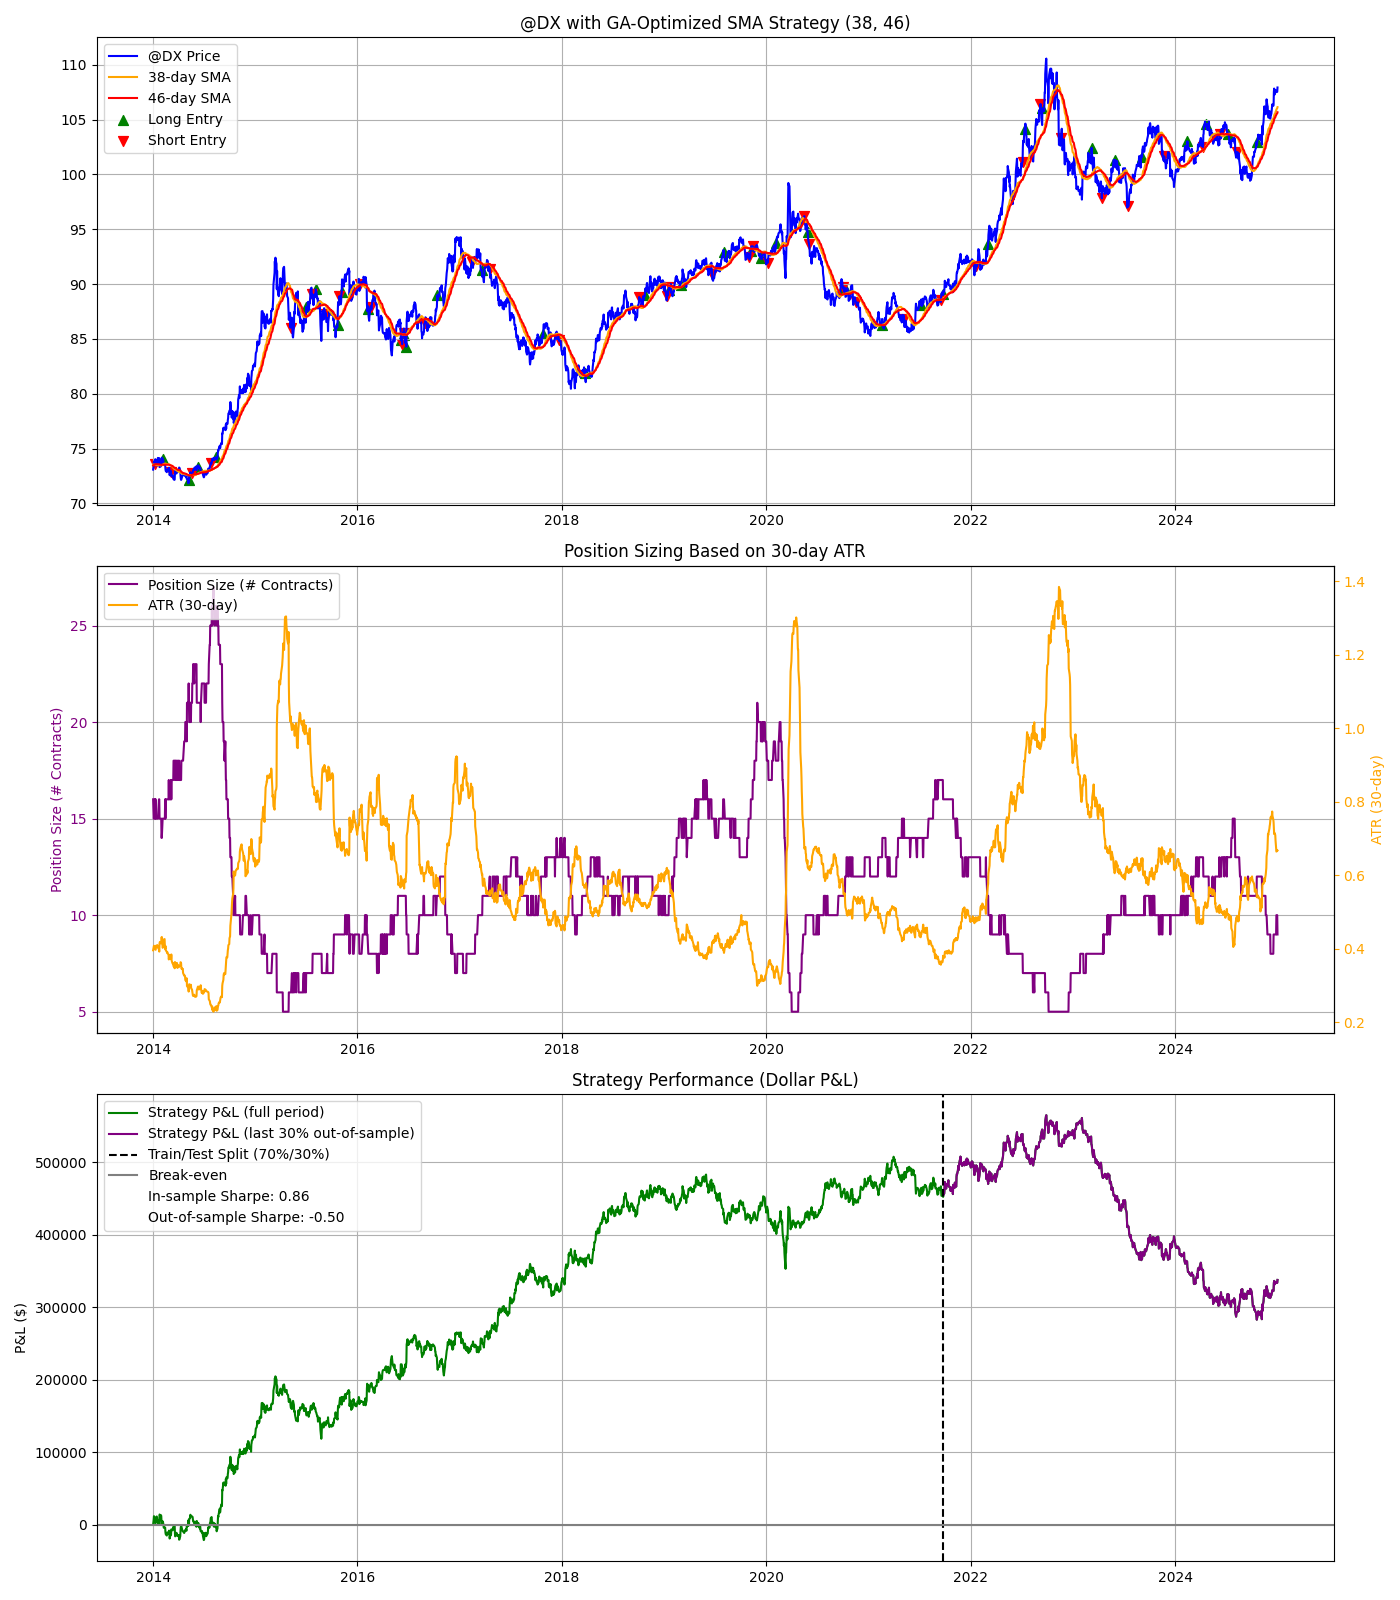 @DX with GA-Optimized SMA Strategy (38, 46)
@DX Price
38-day SMA
46-day SMA
Long Entry
Short Entry
110
105
100
95
90
85
80
75
70
2014 2016 2018 2020 2022 2024
Position Sizing Based on 30-day ATR
Position Size (# Contracts)
ATR (30-day)
Position Size (# Contracts)
25
20
15
10
5
1.4
1.2
1.0
0.8
0.6
0.4
0.2
ATR (30-day)
2014 2016 2018 2020 2022 2024
Strategy Performance (Dollar P&L)
Strategy P&L (full period)
Strategy P&L (last 30% out-of-sample)
Train/Test Split (70%/30%)
Break-even
In-sample Sharpe: 0.86
Out-of-sample Sharpe: -0.50
P&L ($)
500000
400000
300000
200000
100000
0
2014 2016 2018 2020 2022 2024